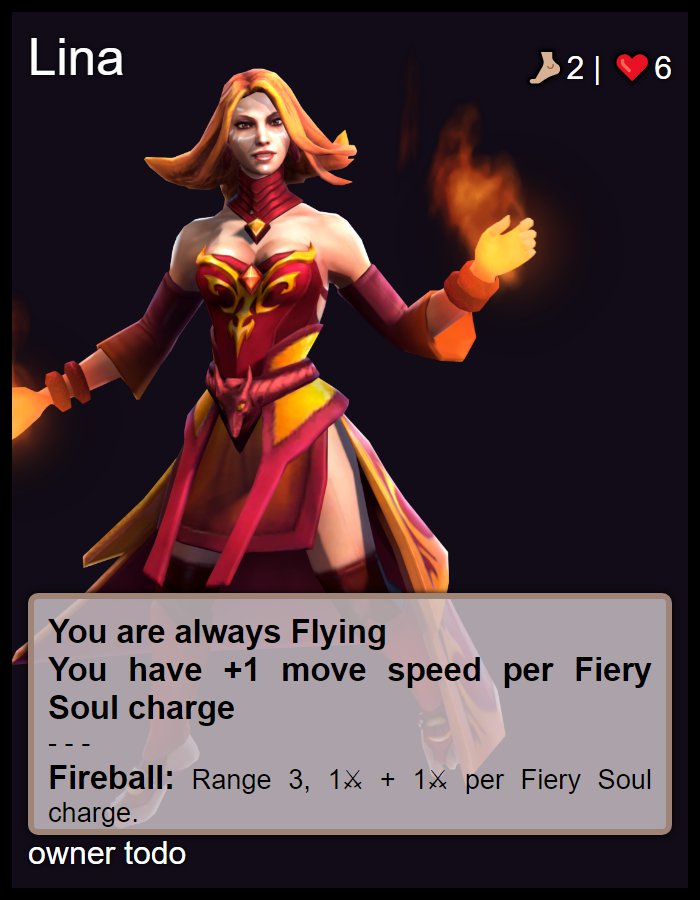 Lina
🦶2 | ❤️6
You are always Flying
You have +1 move speed per Fiery
Soul charge
- - -
Fireball: Range 3, 1⚔ + 1⚔ per Fiery Soul
charge.
owner todo